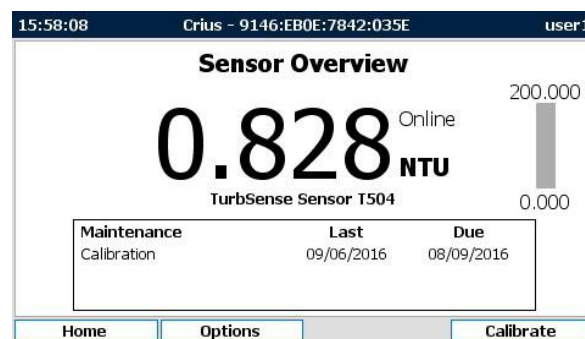 15:58:08 Crius - 9146:EB0E:7842:035E user1
Sensor Overview
200.000
Online
0.828 NTU
TurbSense Sensor T504
0.000
Maintenance Last Due
Calibration 09/06/2016 08/09/2016
Home Options Calibrate